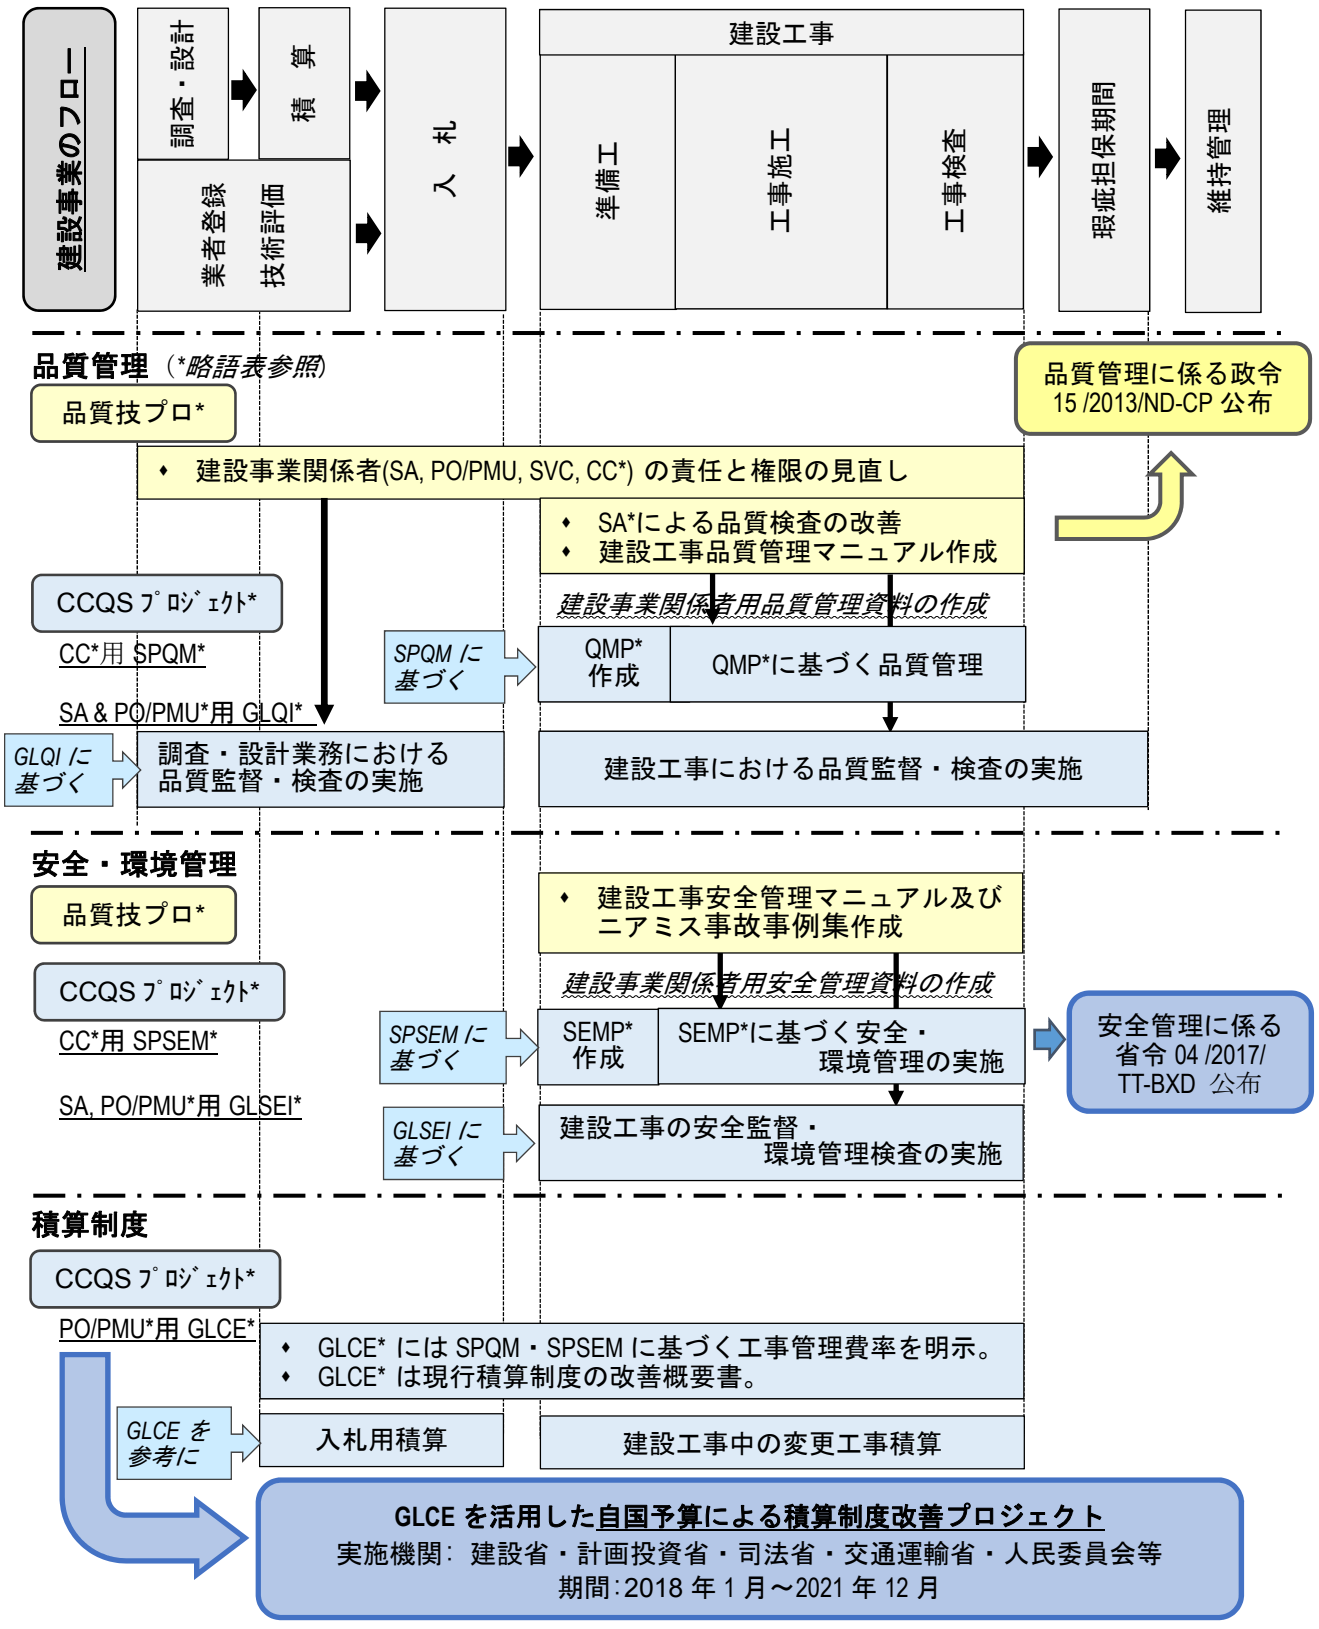 建設事業のフロー
調査・設計
積　算
業者登録
技術評価
入　札
建設工事
準備工
工事施工
工事検査
瑕疵担保期間
維持管理
品質管理（*略語表参照）
品質技プロ*
品質管理に係る政令
15 /2013/ND-CP 公布
♦ 建設事業関係者(SA, PO/PMU, SVC, CC*) の責任と権限の見直し
♦ SA*による品質検査の改善
♦ 建設工事品質管理マニュアル作成
CCQS ﾌﾟﾛｼﾞｪｸﾄ*
建設事業関係者用品質管理資料の作成
CC*用 SPQM*
SPQM に
基づく
QMP*
作成
QMP*に基づく品質管理
SA & PO/PMU*用 GLQI*
GLQI に
基づく
調査・設計業務における
品質監督・検査の実施
建設工事における品質監督・検査の実施
安全・環境管理
品質技プロ*
♦ 建設工事安全管理マニュアル及び
ニアミス事故事例集作成
CCQS ﾌﾟﾛｼﾞｪｸﾄ*
建設事業関係者用安全管理資料の作成
CC*用 SPSEM*
SPSEM に
基づく
SEMP*
作成
SEMP*に基づく安全・
環境管理の実施
安全管理に係る
省令 04 /2017/
TT-BXD 公布
SA, PO/PMU*用 GLSEI*
GLSEI に
基づく
建設工事の安全監督・
環境管理検査の実施
積算制度
CCQS ﾌﾟﾛｼﾞｪｸﾄ*
PO/PMU*用 GLCE*
♦ GLCE* には SPQM・SPSEM に基づく工事管理費率を明示。
♦ GLCE* は現行積算制度の改善概要書。
GLCE を
参考に
入札用積算
建設工事中の変更工事積算
GLCE を活用した自国予算による積算制度改善プロジェクト
実施機関： 建設省・計画投資省・司法省・交通運輸省・人民委員会等
期間：2018 年 1 月～2021 年 12 月